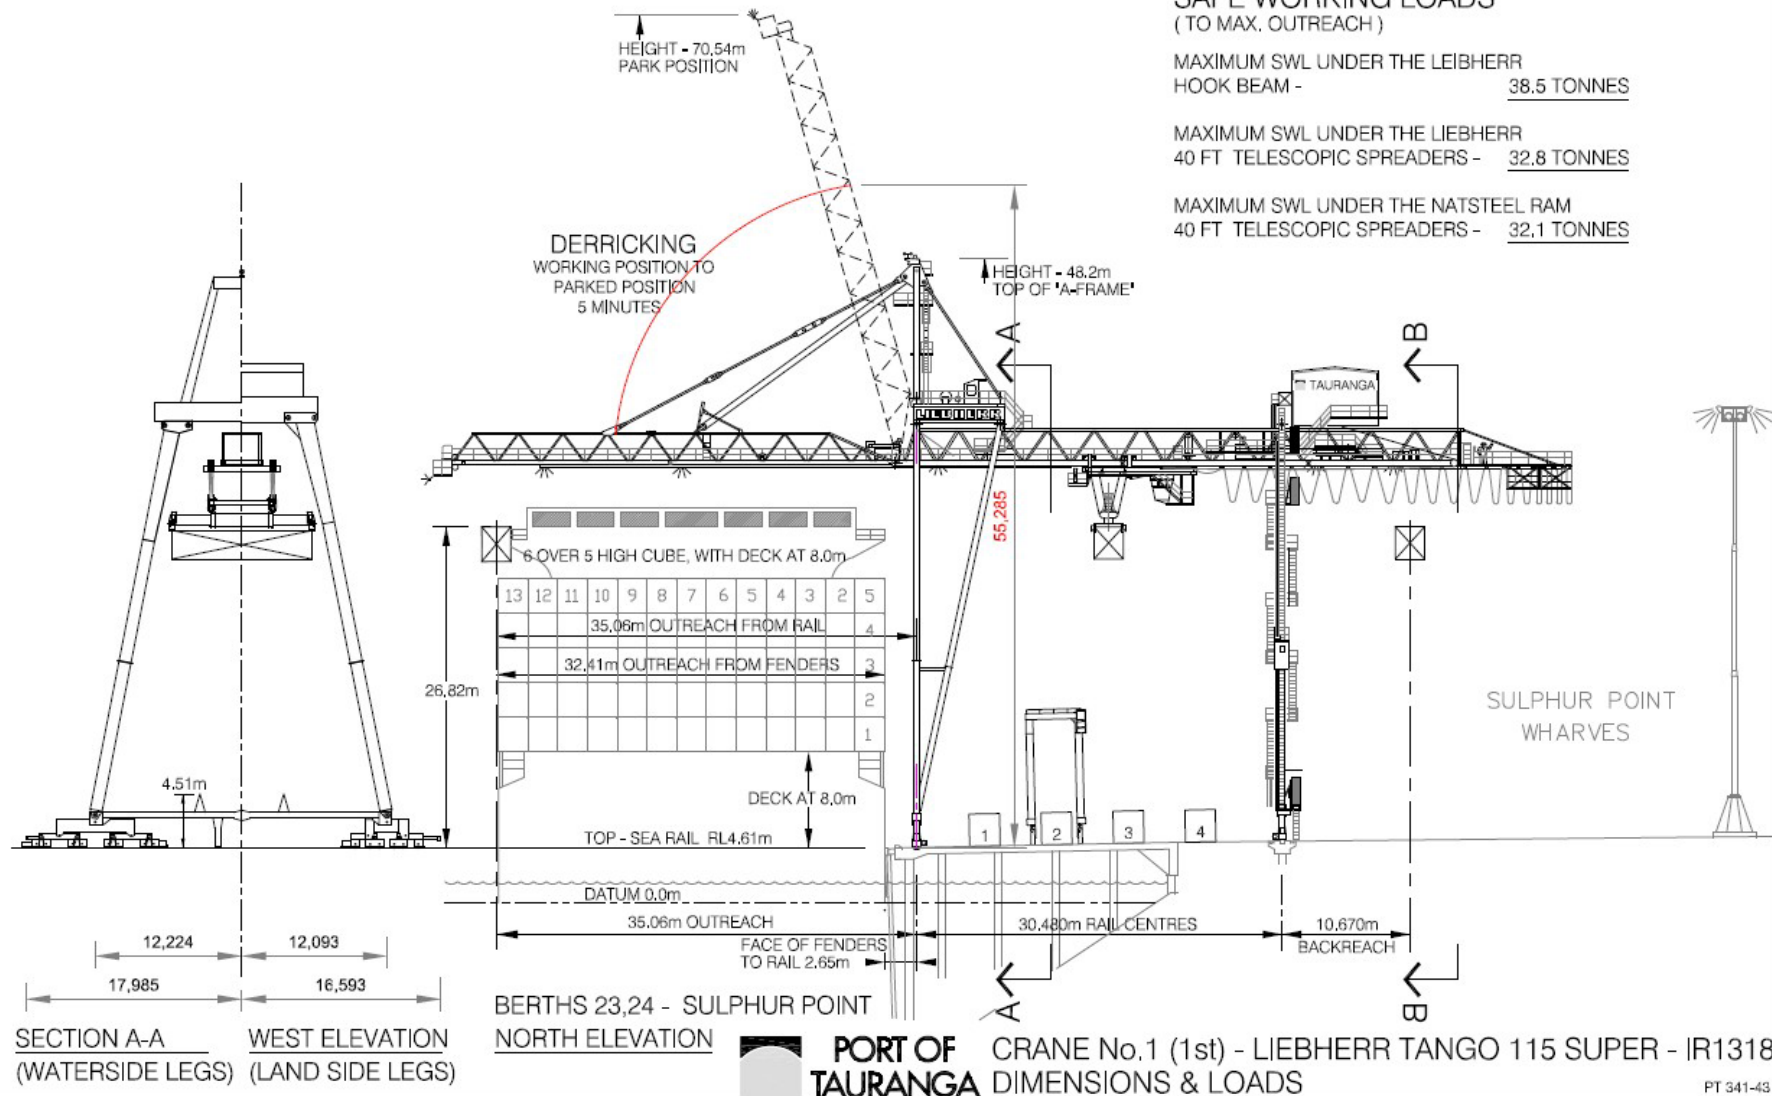 SAFE WORKING LOADS
( TO MAX. OUTREACH )
MAXIMUM SWL UNDER THE LEIBHERR
HOOK BEAM - 38.5 TONNES
MAXIMUM SWL UNDER THE LIEBHERR
40 FT TELESCOPIC SPREADERS - 32.8 TONNES
MAXIMUM SWL UNDER THE NATSTEEL RAM
40 FT TELESCOPIC SPREADERS - 32.1 TONNES
HEIGHT - 70.54m
PARK POSITION
DERRICKING
WORKING POSITION TO
PARKED POSITION
5 MINUTES
HEIGHT - 48.2m
TOP OF 'A-FRAME'
A
B
TAURANGA
LIEBHERR
55,285
6 OVER 5 HIGH CUBE, WITH DECK AT 8.0m
13 12 11 10 9 8 7 6 5 4 3 2 5
35.06m OUTREACH FROM RAIL
4
32.41m OUTREACH FROM FENDERS
3
26.82m
2
1
SULPHUR POINT
WHARVES
4.51m
DECK AT 8.0m
TOP - SEA RAIL RL4.61m
1 2 3 4
DATUM 0.0m
35.06m OUTREACH
30.480m RAIL CENTRES
10.670m
BACKREACH
FACE OF FENDERS
TO RAIL 2.65m
12,224
12,093
17,985
16,593
A
B
BERTHS 23,24 - SULPHUR POINT
NORTH ELEVATION
SECTION A-A
(WATERSIDE LEGS)
WEST ELEVATION
(LAND SIDE LEGS)
PORT OF
TAURANGA
CRANE No.1 (1st) - LIEBHERR TANGO 115 SUPER - IR1318
DIMENSIONS & LOADS
PT 341-43